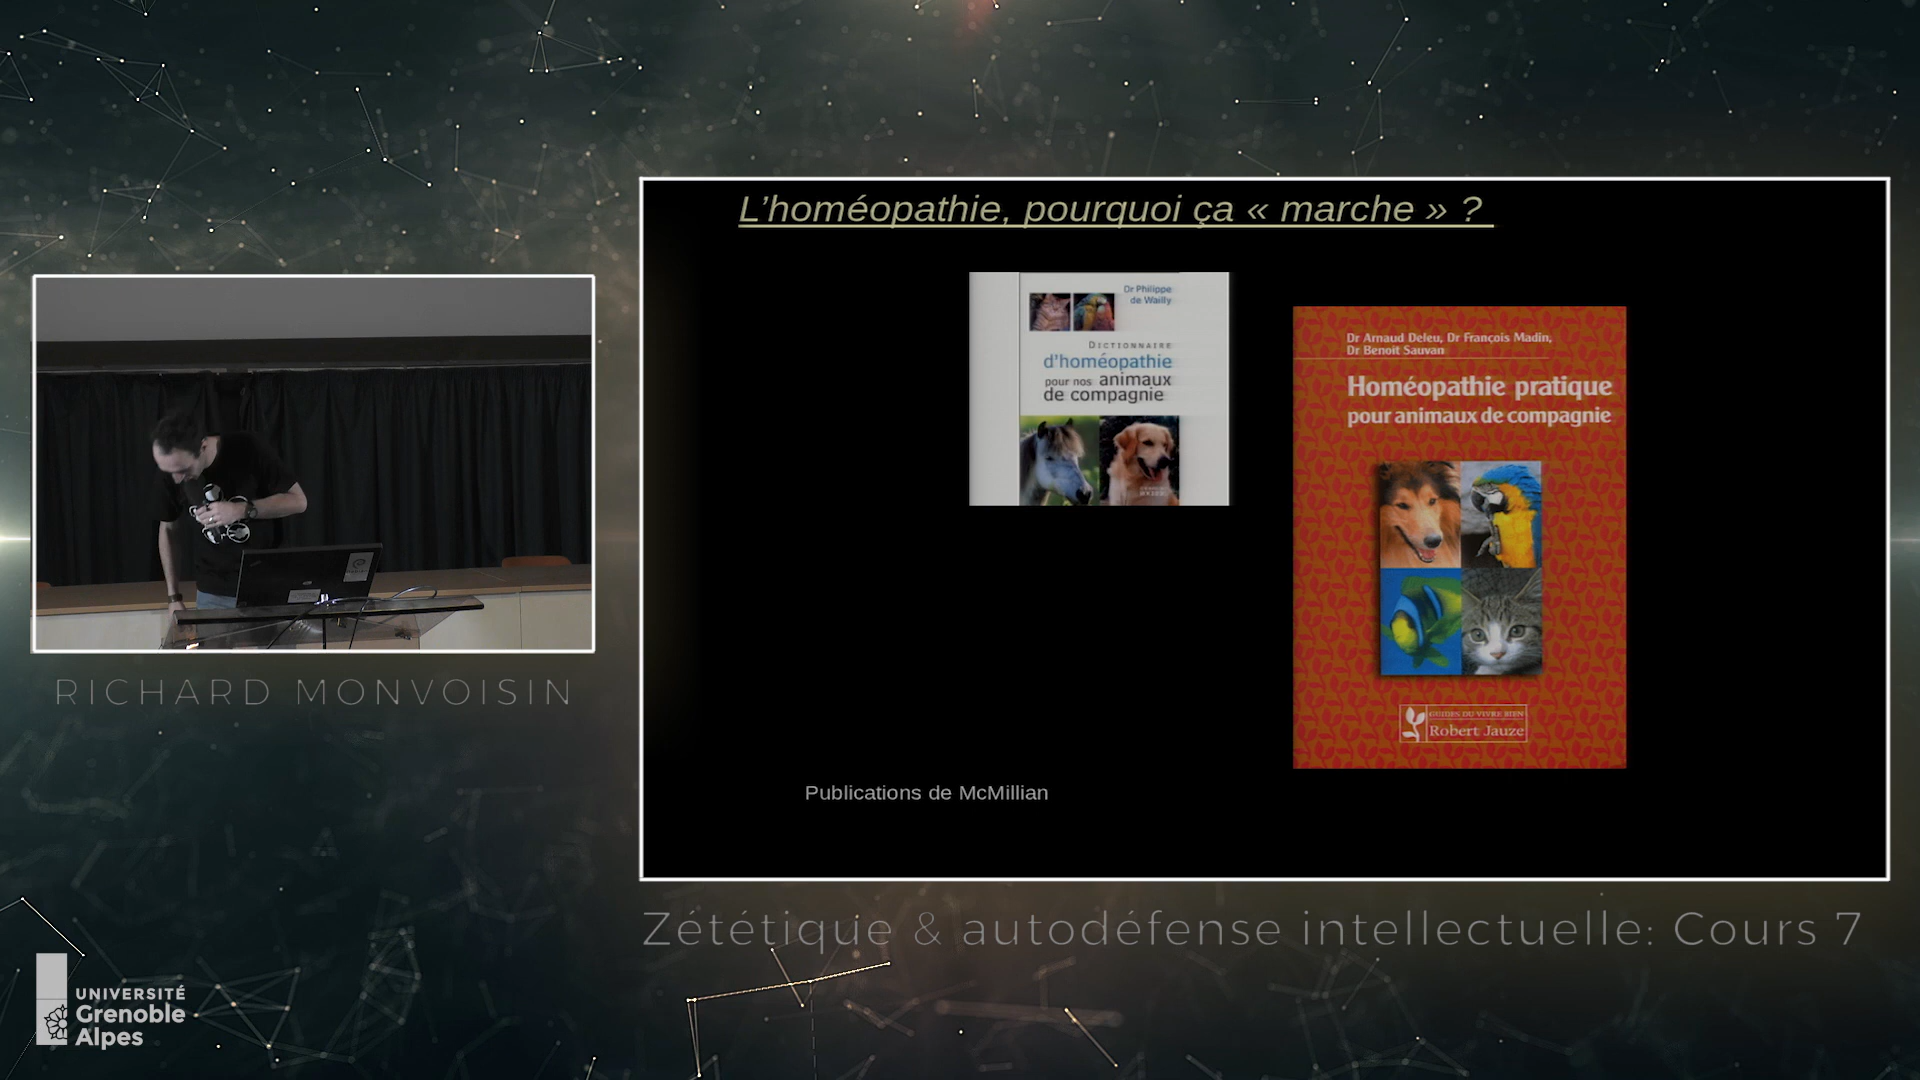 L'homéopathie, pourquoi ça « marche » ?
Dr Philippe
de Wailly
DICTIONNAIRE
d'homéopathie
pour nos animaux
de compagnie
Dr Arnaud Deleu, Dr François Madin,
Dr Benoit Sauvan
Homéopathie pratique
pour animaux de compagnie
GUIDES DU VIVRE BIEN
Robert Jauze
Publications de McMillian
RICHARD MONVOISIN
Zététique & autodéfense intellectuelle: Cours 7
UNIVERSITÉ
Grenoble
Alpes